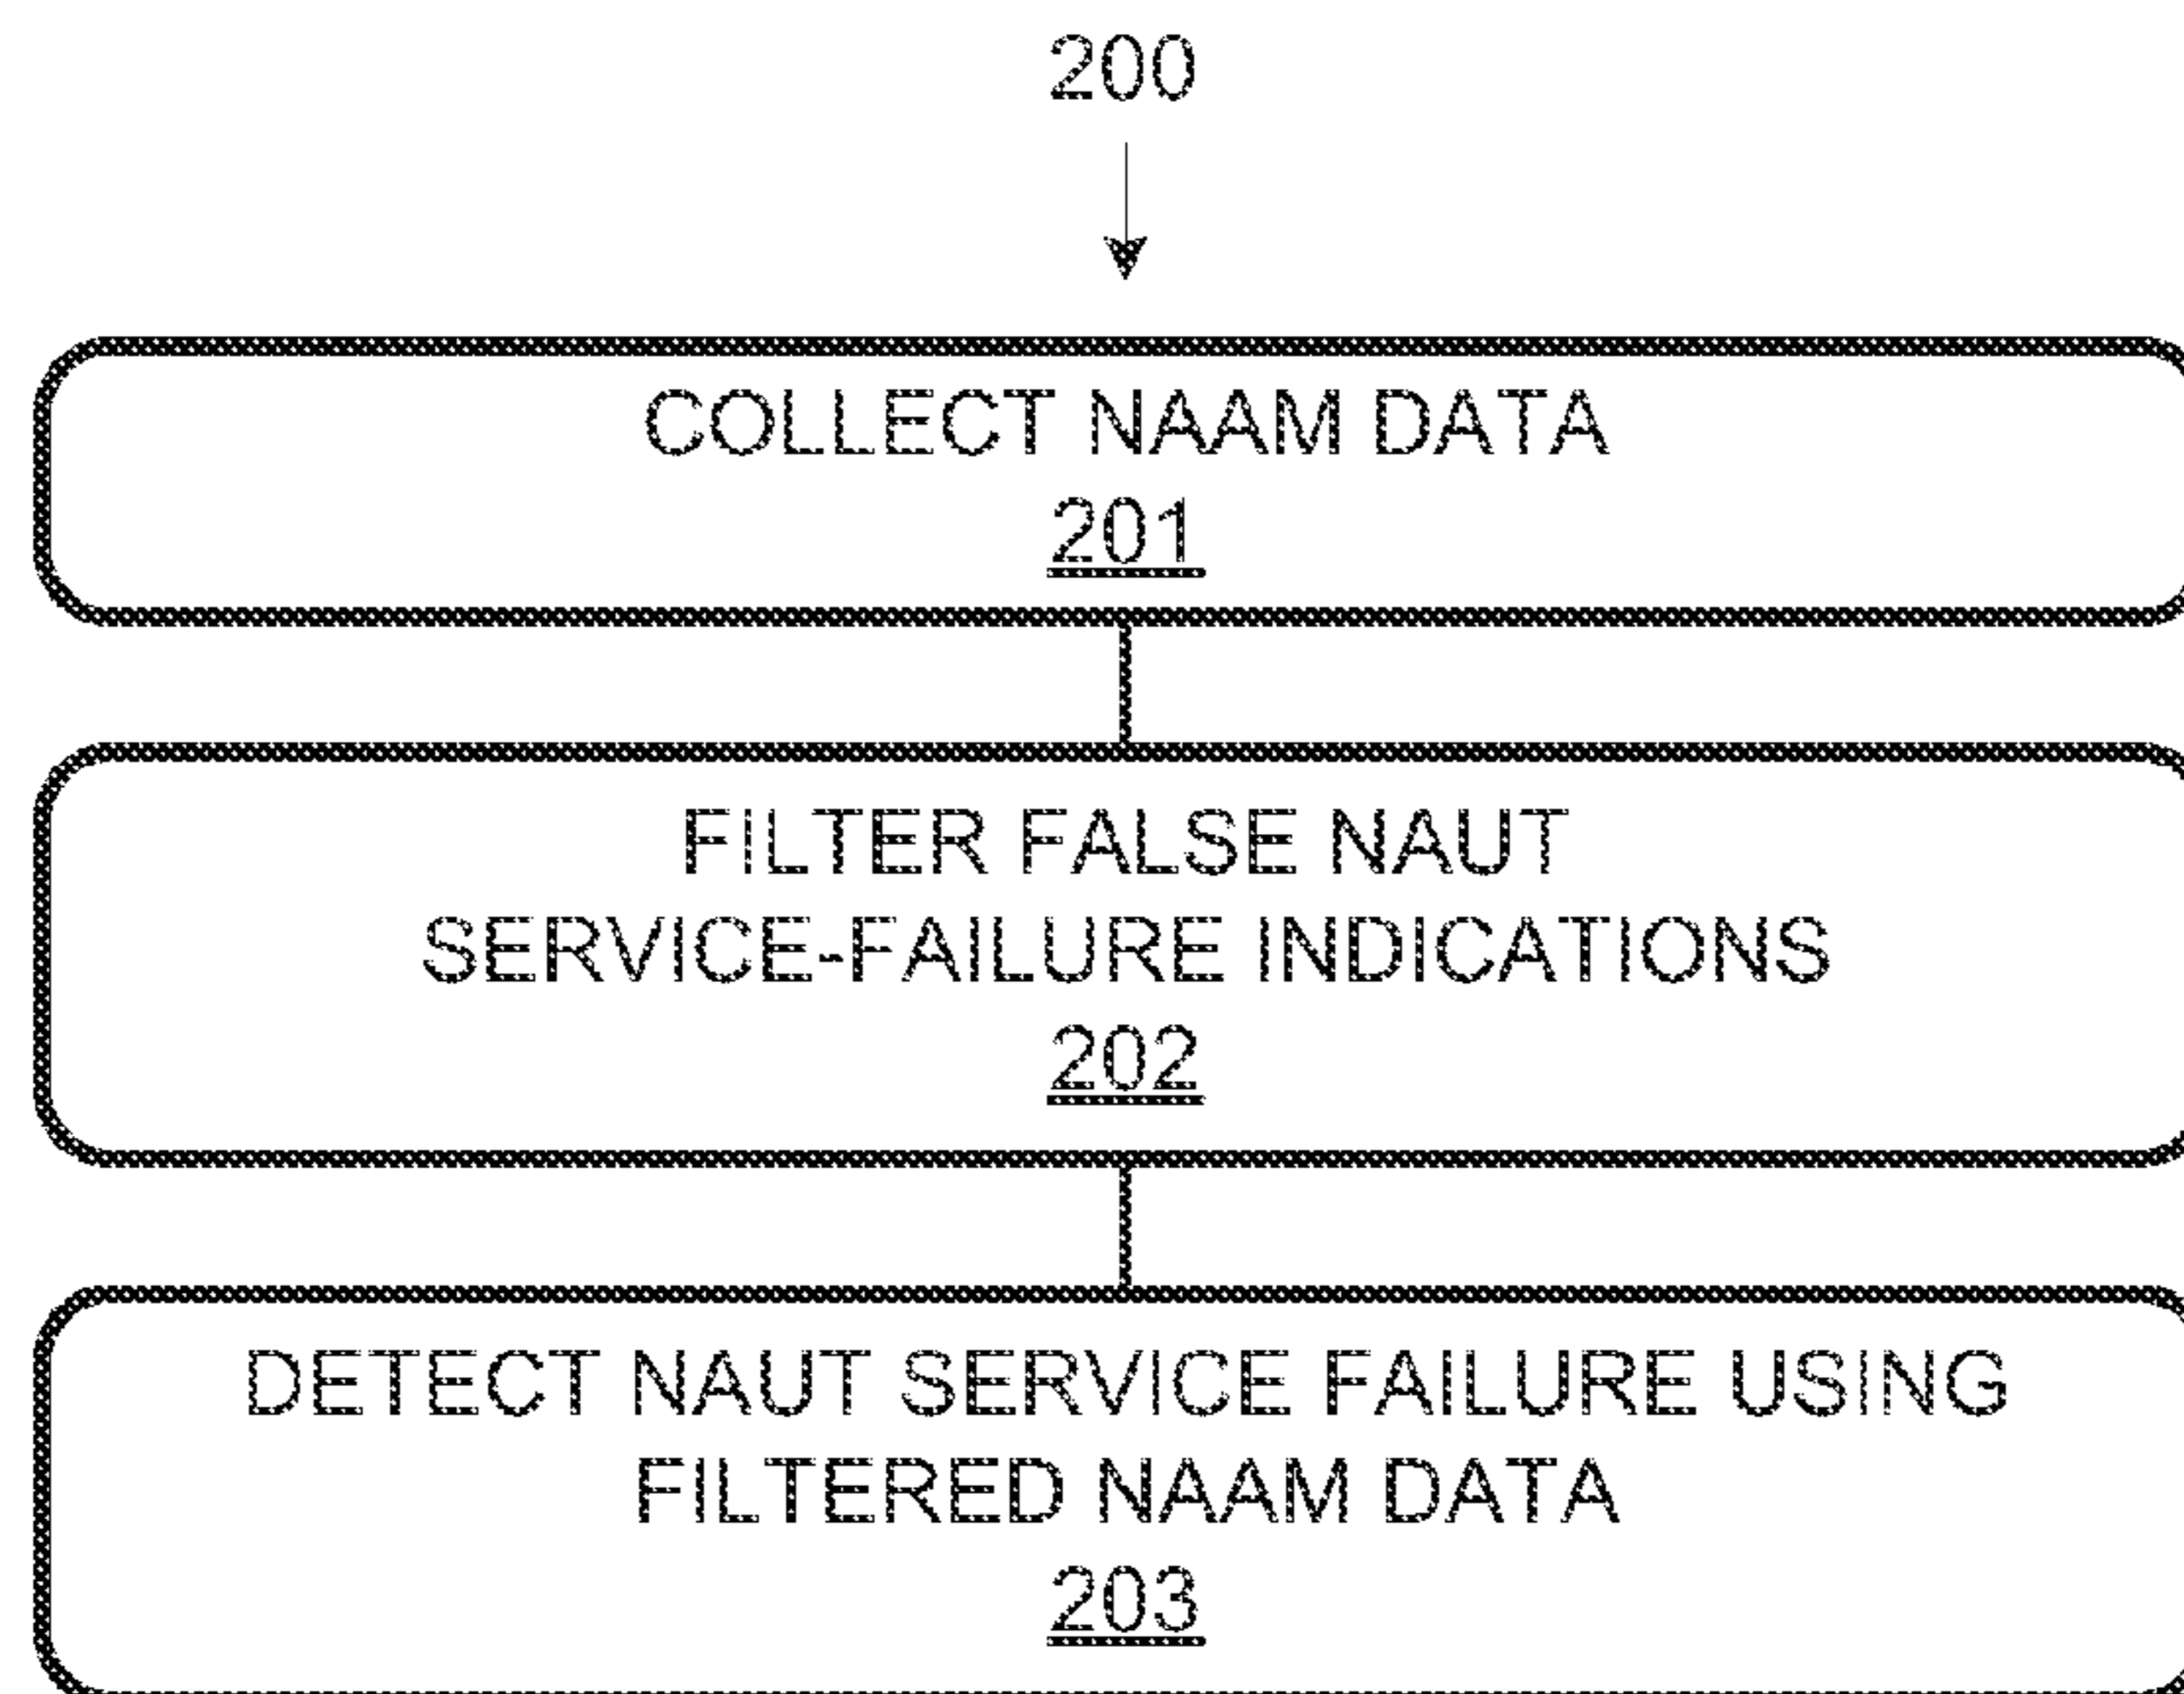 200
COLLECT NAAM DATA
201
FILTER FALSE NAUT
SERVICE-FAILURE INDICATIONS
202
DETECT NAUT SERVICE FAILURE USING
FILTERED NAAM DATA
203